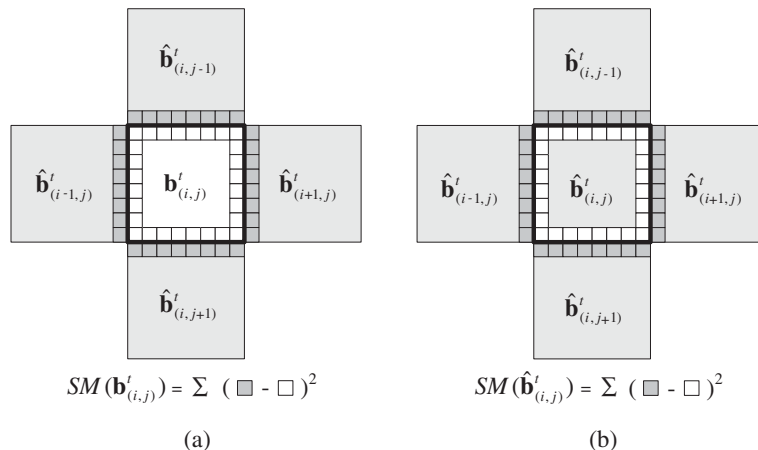 b̂ᵗ(i, j-1) b̂ᵗ(i, j-1)
b̂ᵗ(i-1, j) bᵗ(i, j) b̂ᵗ(i+1, j) b̂ᵗ(i-1, j) b̂ᵗ(i, j) b̂ᵗ(i+1, j)
b̂ᵗ(i, j+1) b̂ᵗ(i, j+1)
SM(bᵗ(i, j)) = Σ (■ - □)² SM(b̂ᵗ(i, j)) = Σ (■ - □)²
(a) (b)